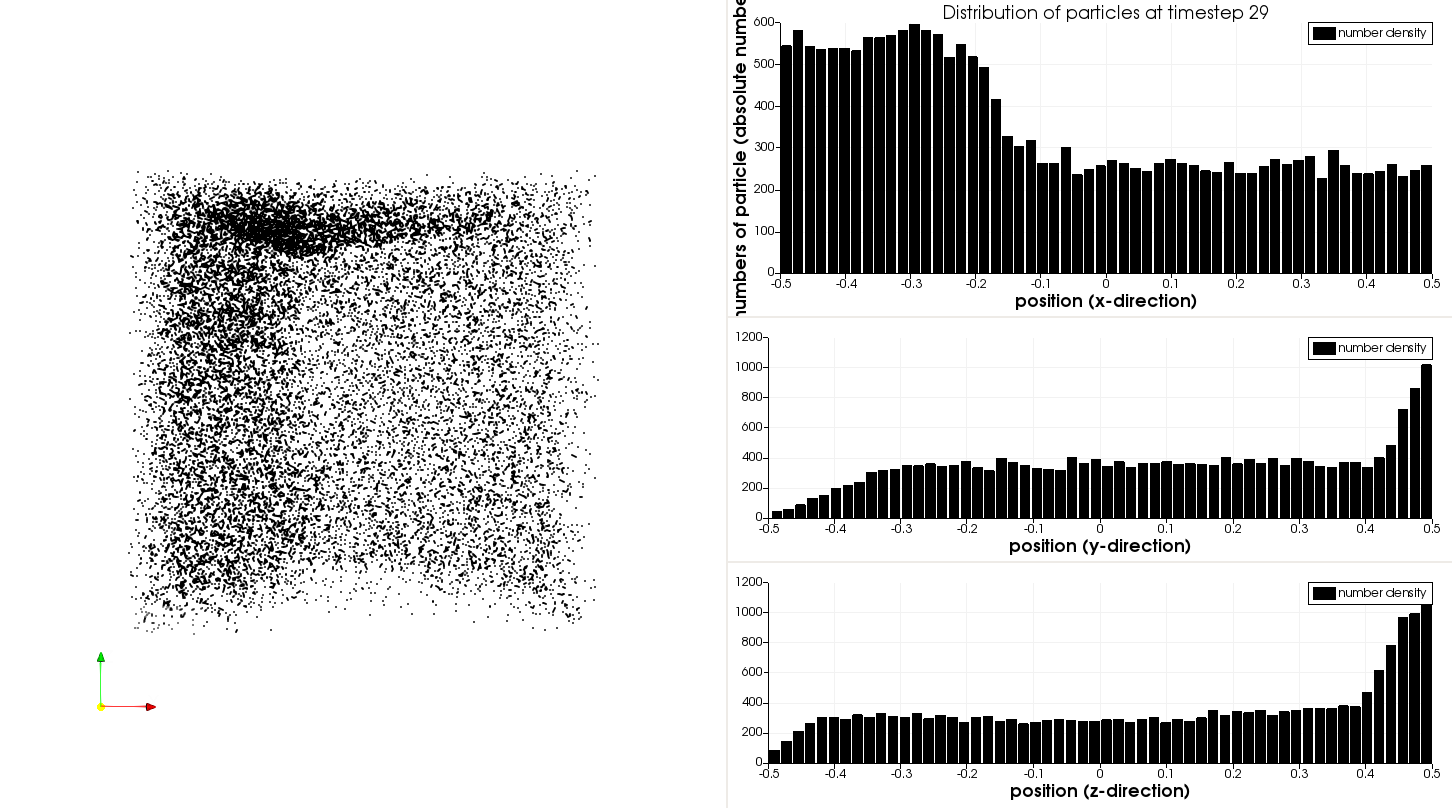 Distribution of particles at timestep 29
numbers of particle (absolute number
number density
600
500
400
300
200
100
0
-0.5 -0.4 -0.3 -0.2 -0.1 0 0.1 0.2 0.3 0.4 0.5
position (x-direction)
number density
1200
1000
800
600
400
200
0
-0.5 -0.4 -0.3 -0.2 -0.1 0 0.1 0.2 0.3 0.4 0.5
position (y-direction)
number density
1200
1000
800
600
400
200
0
-0.5 -0.4 -0.3 -0.2 -0.1 0 0.1 0.2 0.3 0.4 0.5
position (z-direction)